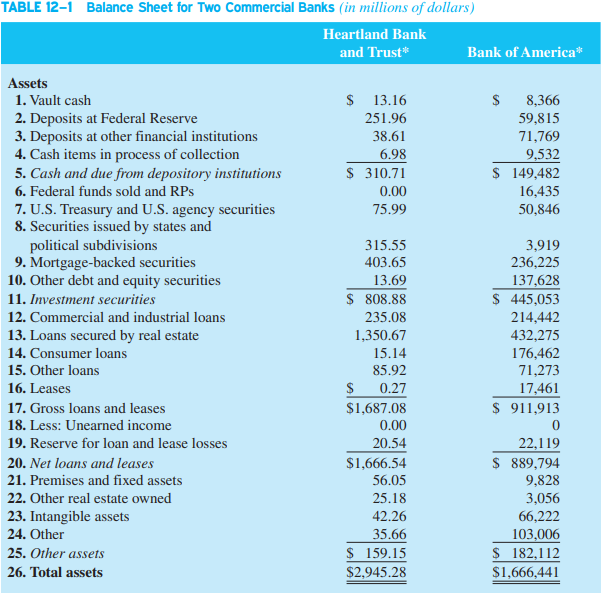 TABLE 12–1 Balance Sheet for Two Commercial Banks (in millions of dollars)
Heartland Bank
and Trust* Bank of America*
Assets
1. Vault cash $ 13.16 $ 8,366
2. Deposits at Federal Reserve 251.96 59,815
3. Deposits at other financial institutions 38.61 71,769
4. Cash items in process of collection 6.98 9,532
5. Cash and due from depository institutions $ 310.71 $ 149,482
6. Federal funds sold and RPs 0.00 16,435
7. U.S. Treasury and U.S. agency securities 75.99 50,846
8. Securities issued by states and
political subdivisions 315.55 3,919
9. Mortgage-backed securities 403.65 236,225
10. Other debt and equity securities 13.69 137,628
11. Investment securities $ 808.88 $ 445,053
12. Commercial and industrial loans 235.08 214,442
13. Loans secured by real estate 1,350.67 432,275
14. Consumer loans 15.14 176,462
15. Other loans 85.92 71,273
16. Leases $ 0.27 17,461
17. Gross loans and leases $1,687.08 $ 911,913
18. Less: Unearned income 0.00 0
19. Reserve for loan and lease losses 20.54 22,119
20. Net loans and leases $1,666.54 $ 889,794
21. Premises and fixed assets 56.05 9,828
22. Other real estate owned 25.18 3,056
23. Intangible assets 42.26 66,222
24. Other 35.66 103,006
25. Other assets $ 159.15 $ 182,112
26. Total assets $2,945.28 $1,666,441